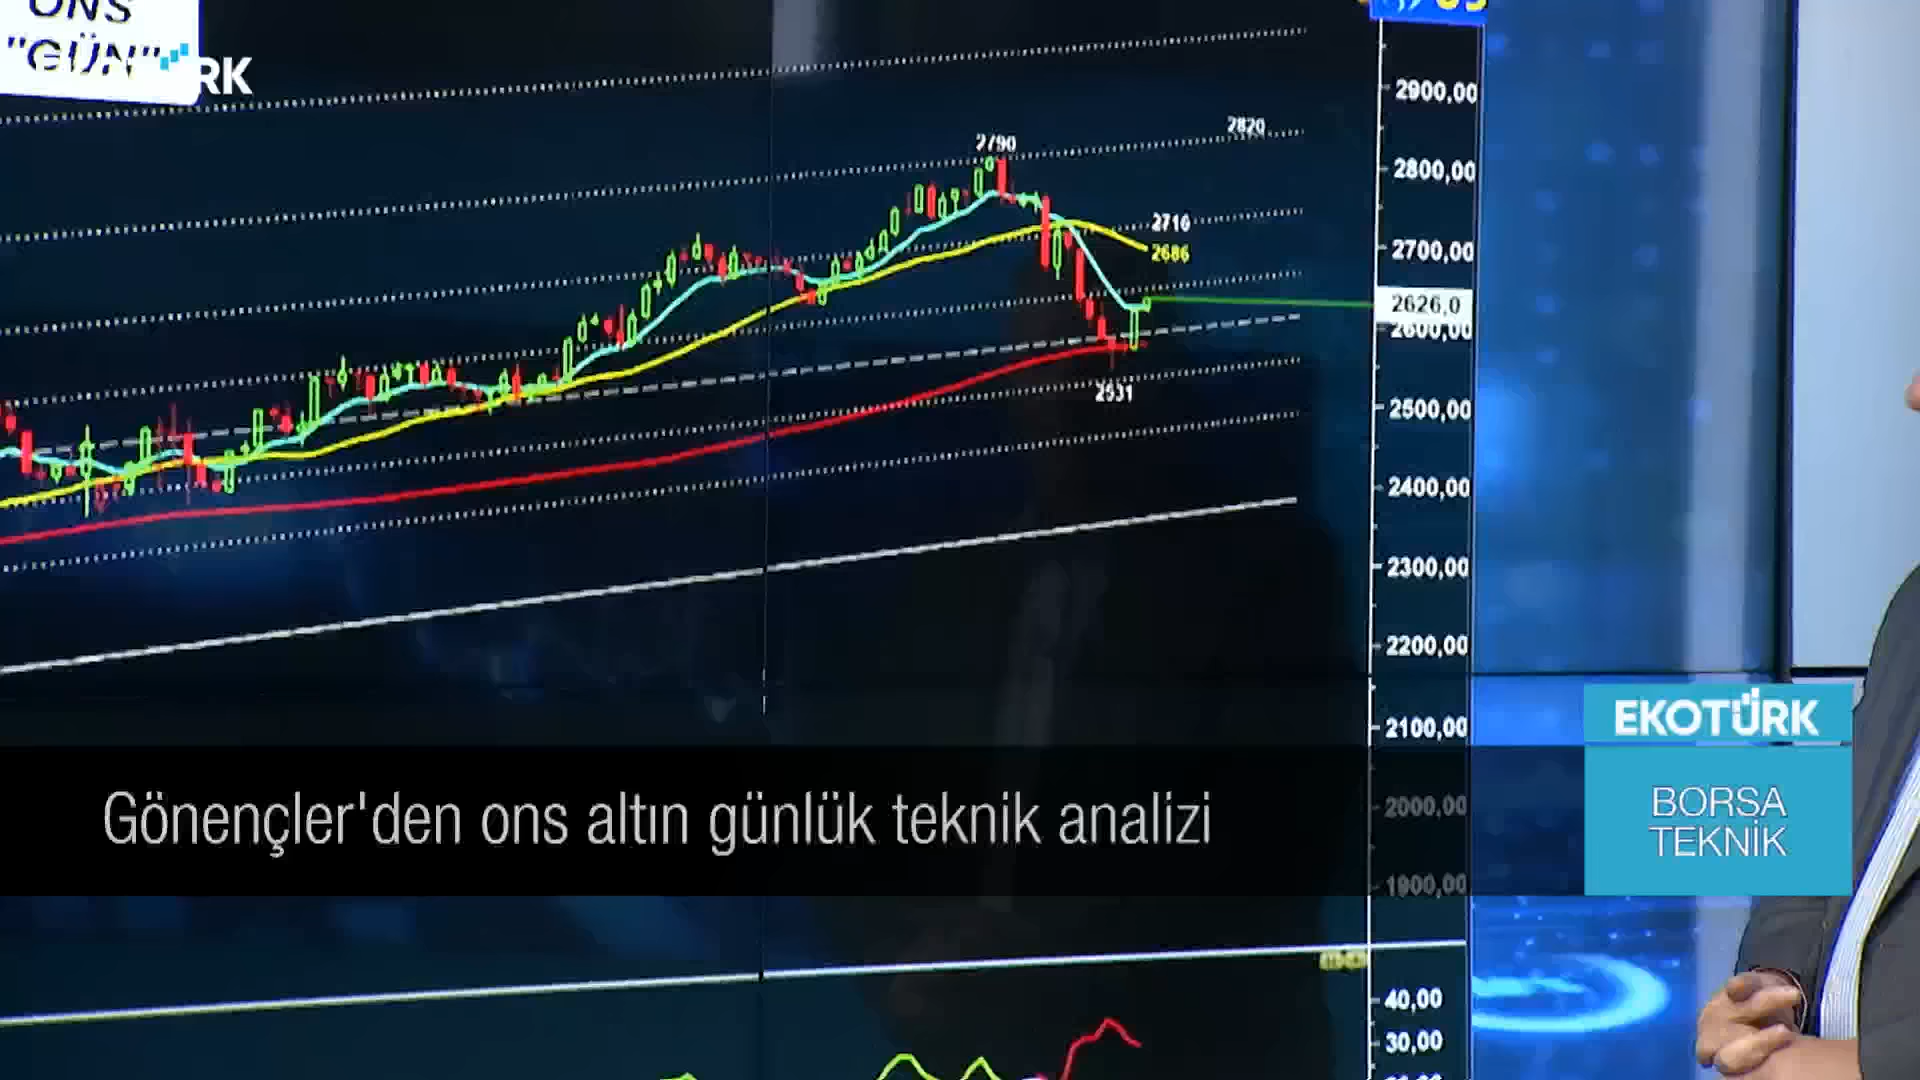 ONS
"GÜN"
RK
2900,00
2820
2790
2800,00
2716
2686
2700,00
2626,0
2600,00
2531
2500,00
2400,00
2300,00
2200,00
2100,00
EKOTÜRK
BORSA
TEKNİK
Gönençler'den ons altın günlük teknik analizi
2000,00
1900,00
40,00
30,00